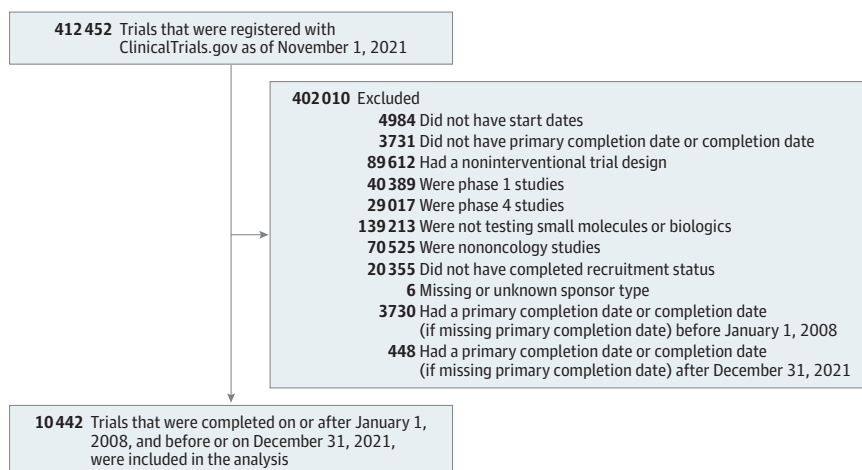 412 452 Trials that were registered with
ClinicalTrials.gov as of November 1, 2021
402 010 Excluded
4984 Did not have start dates
3731 Did not have primary completion date or completion date
89 612 Had a noninterventional trial design
40 389 Were phase 1 studies
29 017 Were phase 4 studies
139 213 Were not testing small molecules or biologics
70 525 Were nononcology studies
20 355 Did not have completed recruitment status
6 Missing or unknown sponsor type
3730 Had a primary completion date or completion date
(if missing primary completion date) before January 1, 2008
448 Had a primary completion date or completion date
(if missing primary completion date) after December 31, 2021
10 442 Trials that were completed on or after January 1,
2008, and before or on December 31, 2021,
were included in the analysis